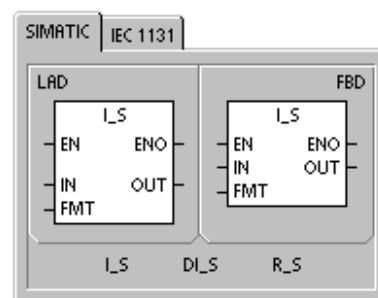 SIMATIC IEC 1131
LAD FBD
I_S I_S
EN ENO EN ENO
IN OUT IN OUT
FMT FMT
I_S DI_S R_S